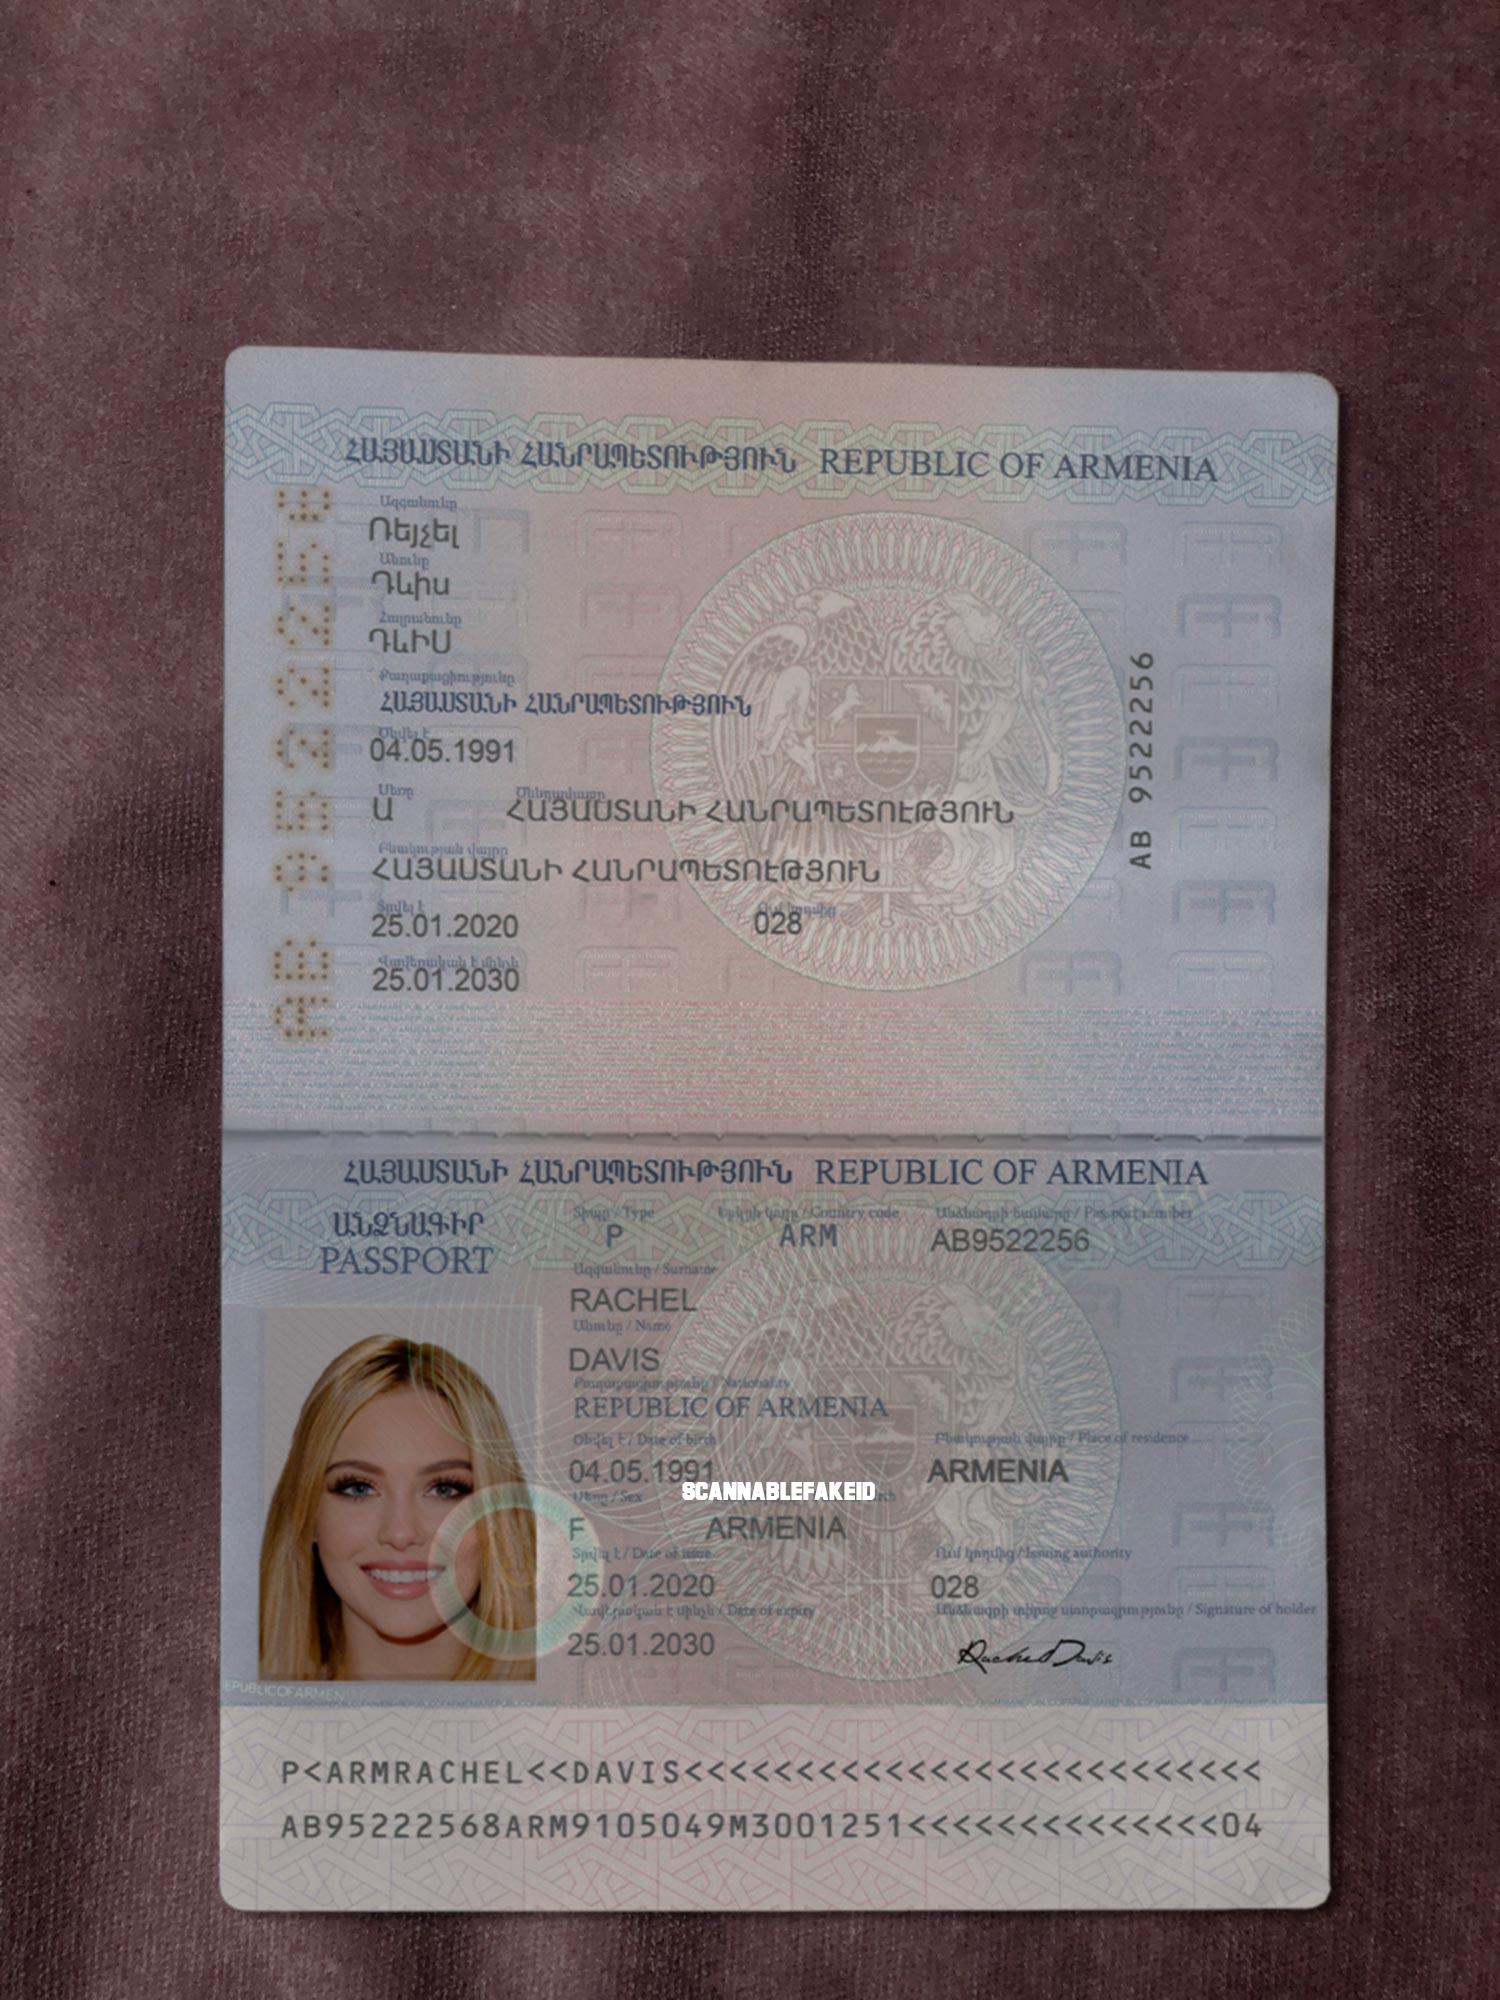 ՀԱՅԱՍՏԱՆԻ ՀԱՆՐԱՊԵՏՈՒԹՅՈՒՆ REPUBLIC OF ARMENIA
Ազգանունը
Ռեյչել
Անունը
Դևիս
Հայրանունը
ԴևԻՍ
Քաղաքացիությունը
ՀԱՅԱՍՏԱՆԻ ՀԱՆՐԱՊԵՏՈՒԹՅՈՒՆ
Ծնվել է
04.05.1991
Սեռը Ծննդավայրը
Ա ՀԱՅԱՍՏԱՆԻ ՀԱՆՐԱՊԵՏՈՒԹՅՈՒՆ
Բնակության վայրը
ՀԱՅԱՍՏԱՆԻ ՀԱՆՐԱՊԵՏՈՒԹՅՈՒՆ
Տրվել է Ում կողմից
25.01.2020 028
Վավերական է մինչև
25.01.2030
AB 9522256
AB 952225
ՀԱՅԱՍՏԱՆԻ ՀԱՆՐԱՊԵՏՈՒԹՅՈՒՆ REPUBLIC OF ARMENIA
ԱՆՁՆԱԳԻՐ
PASSPORT
Տիպը / Type Երկրի կոդը / Country code Անձնագրի համարը / Passport number
P ARM AB9522256
Ազգանունը / Surname
RACHEL
Անունը / Name
DAVIS
Քաղաքացիությունը / Nationality
REPUBLIC OF ARMENIA
Ծնվել է / Date of birth Բնակության վայրը / Place of residence
04.05.1991 ARMENIA
SCANNABLEFAKEID
Սեռը / Sex
F ARMENIA
Տրվել է / Date of issue Ում կողմից / Issuing authority
25.01.2020 028
Վավերական է մինչև / Date of expiry Անձնագրի տիրոջ ստորագրությունը / Signature of holder
25.01.2030 Rachel Davis
EPUBLICOFARMEN
P<ARMRACHEL<<DAVIS<<<<<<<<<<<<<<<<<<<<<<<<<<
AB95222568ARM9105049M3001251<<<<<<<<<<<<<<04